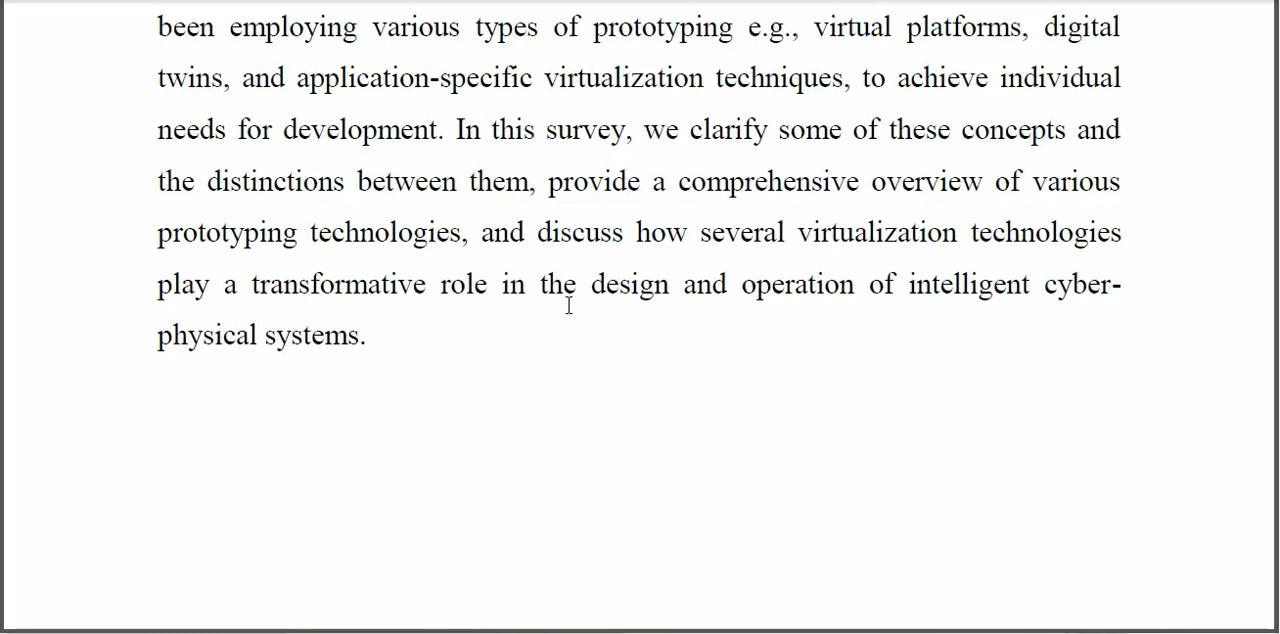 been employing various types of prototyping e.g., virtual platforms, digital
twins, and application-specific virtualization techniques, to achieve individual
needs for development. In this survey, we clarify some of these concepts and
the distinctions between them, provide a comprehensive overview of various
prototyping technologies, and discuss how several virtualization technologies
play a transformative role in the design and operation of intelligent cyber-
physical systems.